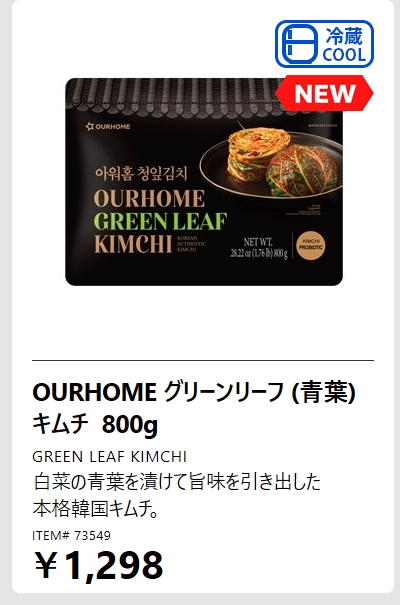 冷蔵
COOL
NEW
OURHOME
아워홈 청잎김치
OURHOME
GREEN LEAF
KIMCHI
KOREAN
AUTHENTIC
KIMCHI
NET WT.
28.22 oz (1.76 lb) 800 g
KIMCHI
PROBIOTIC
OURHOME グリーンリーフ (青葉)
キムチ 800g
GREEN LEAF KIMCHI
白菜の青葉を漬けて旨味を引き出した
本格韓国キムチ。
ITEM# 73549
￥1,298